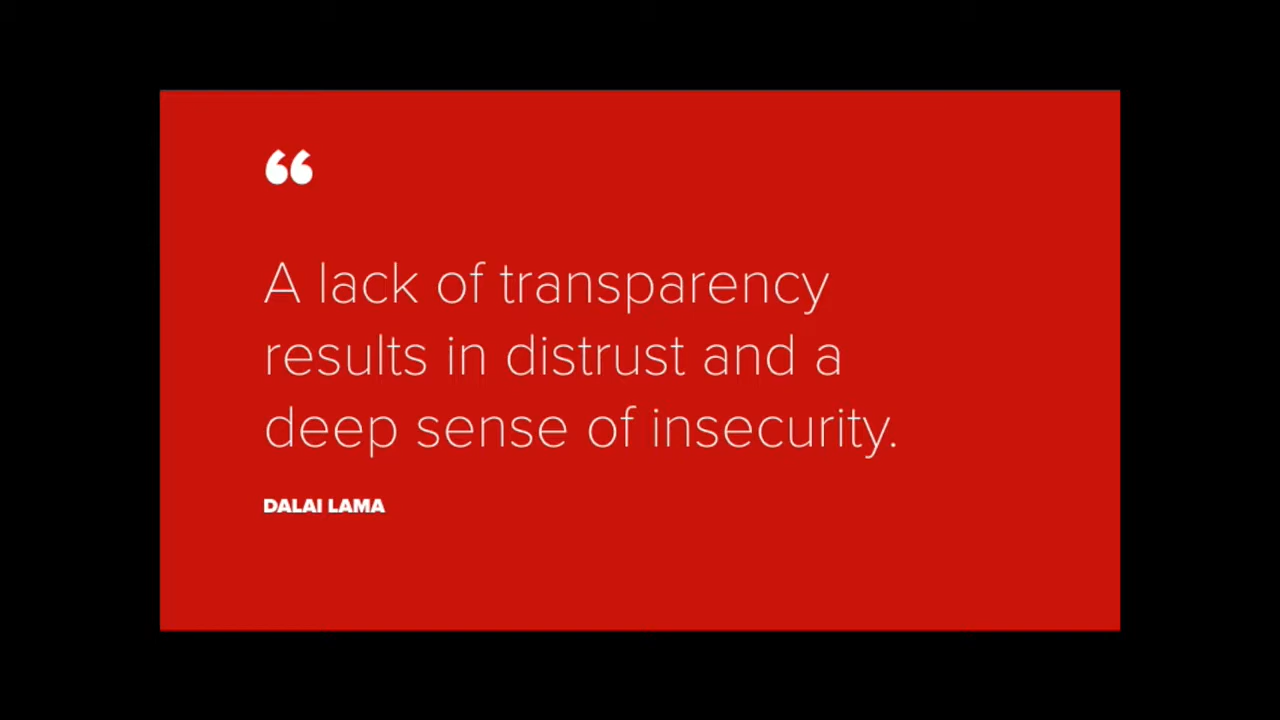 “
A lack of transparency
results in distrust and a
deep sense of insecurity.
DALAI LAMA